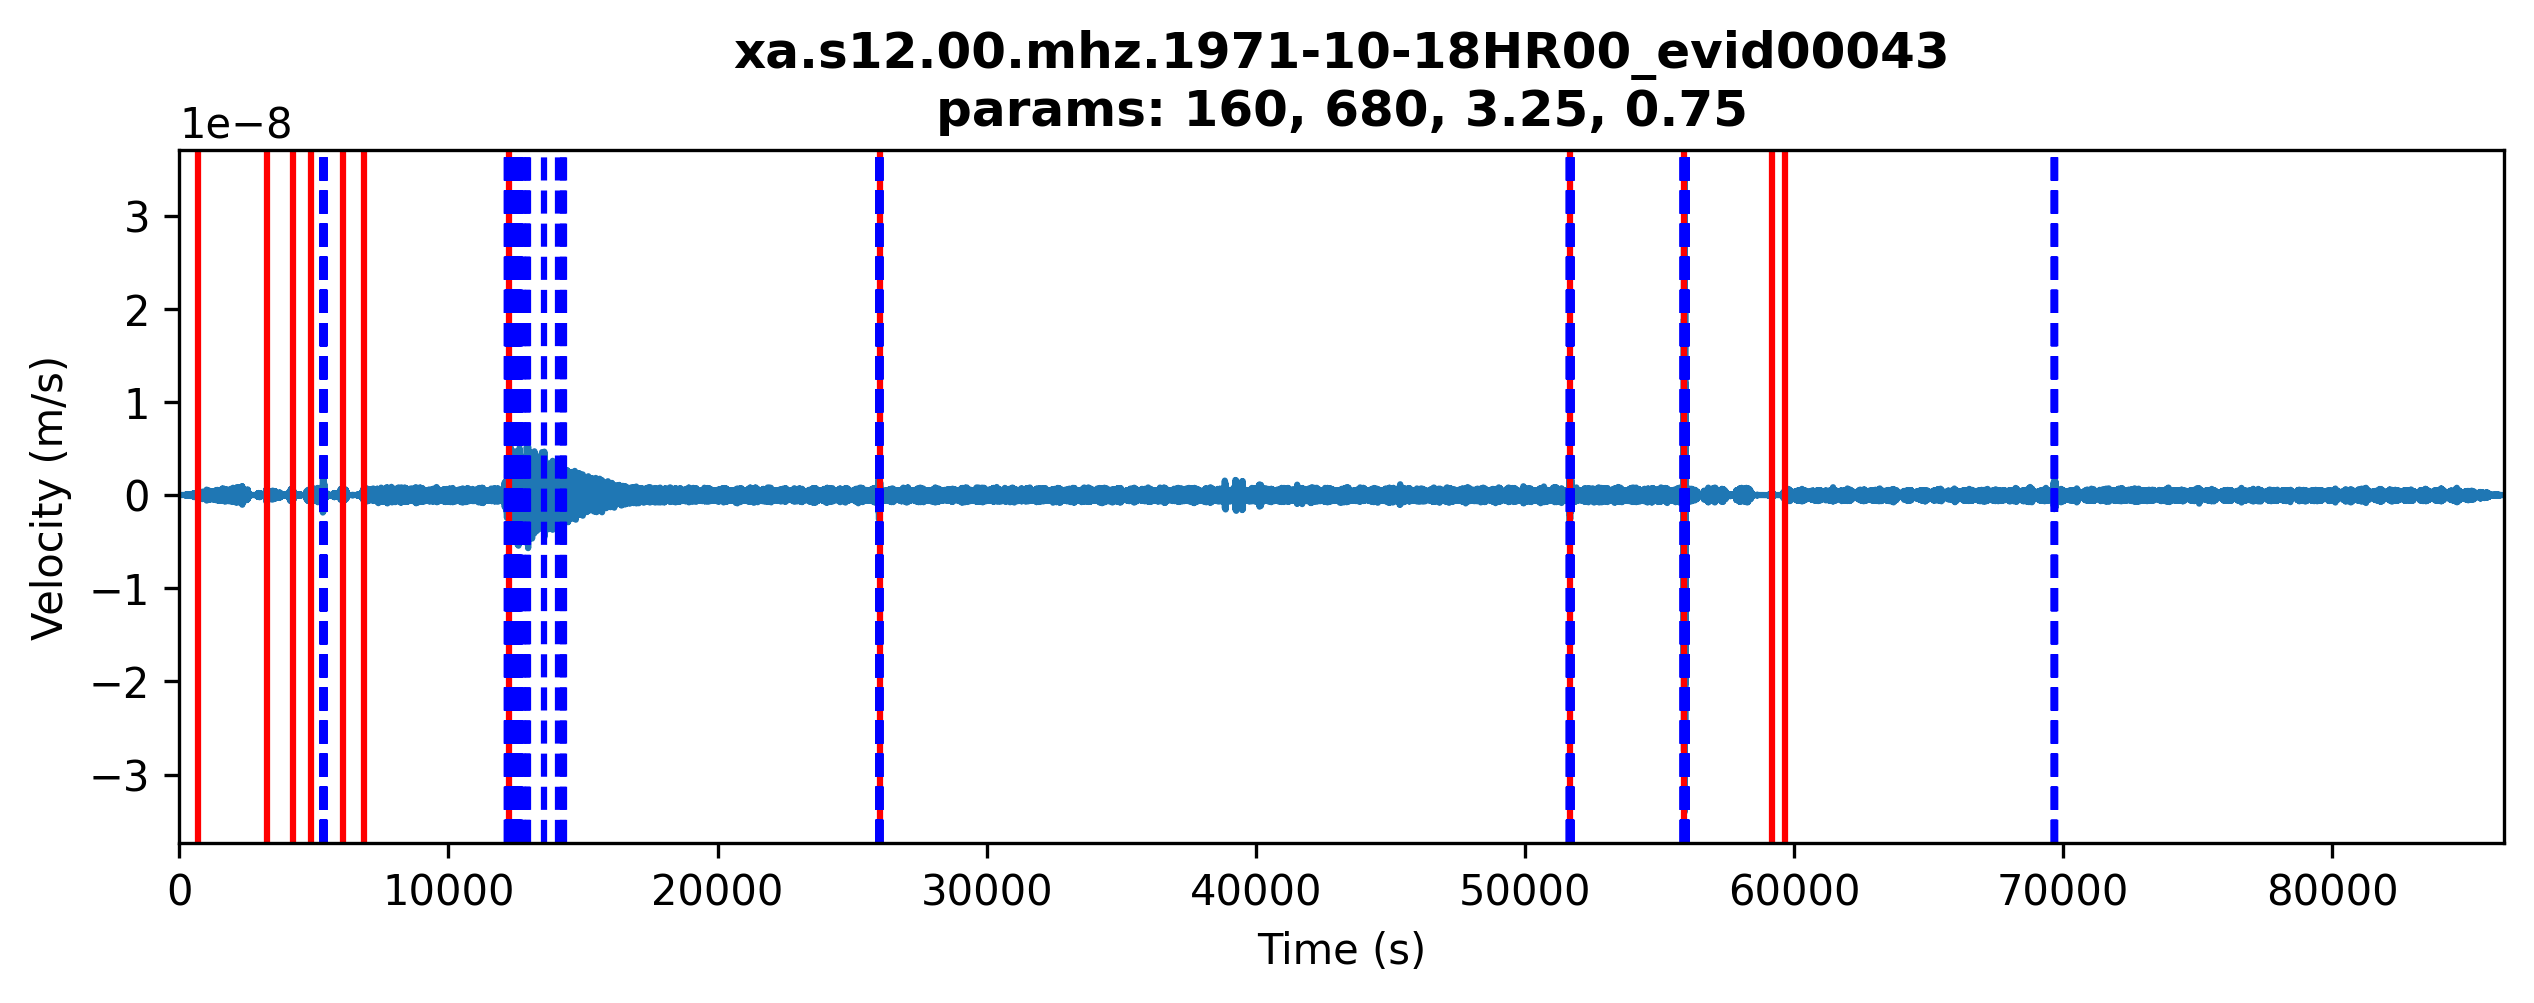 xa.s12.00.mhz.1971-10-18HR00_evid00043
params: 160, 680, 3.25, 0.75
1e−8
3
2
1
0
−1
−2
−3
Velocity (m/s)
0 10000 20000 30000 40000 50000 60000 70000 80000
Time (s)